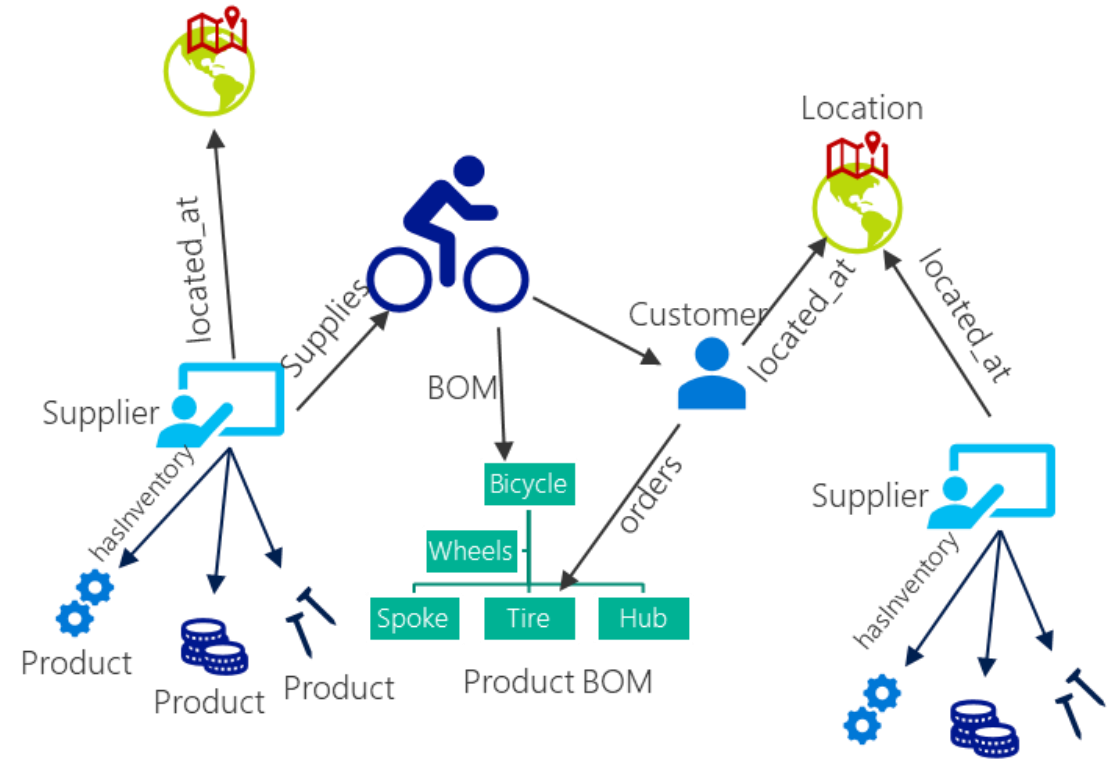 Location
located_at
Supplies
Customer
located_at
located_at
BOM
Supplier
Bicycle
orders
Supplier
hasInventory
Wheels
hasInventory
Spoke
Tire
Hub
Product
Product
Product
Product BOM